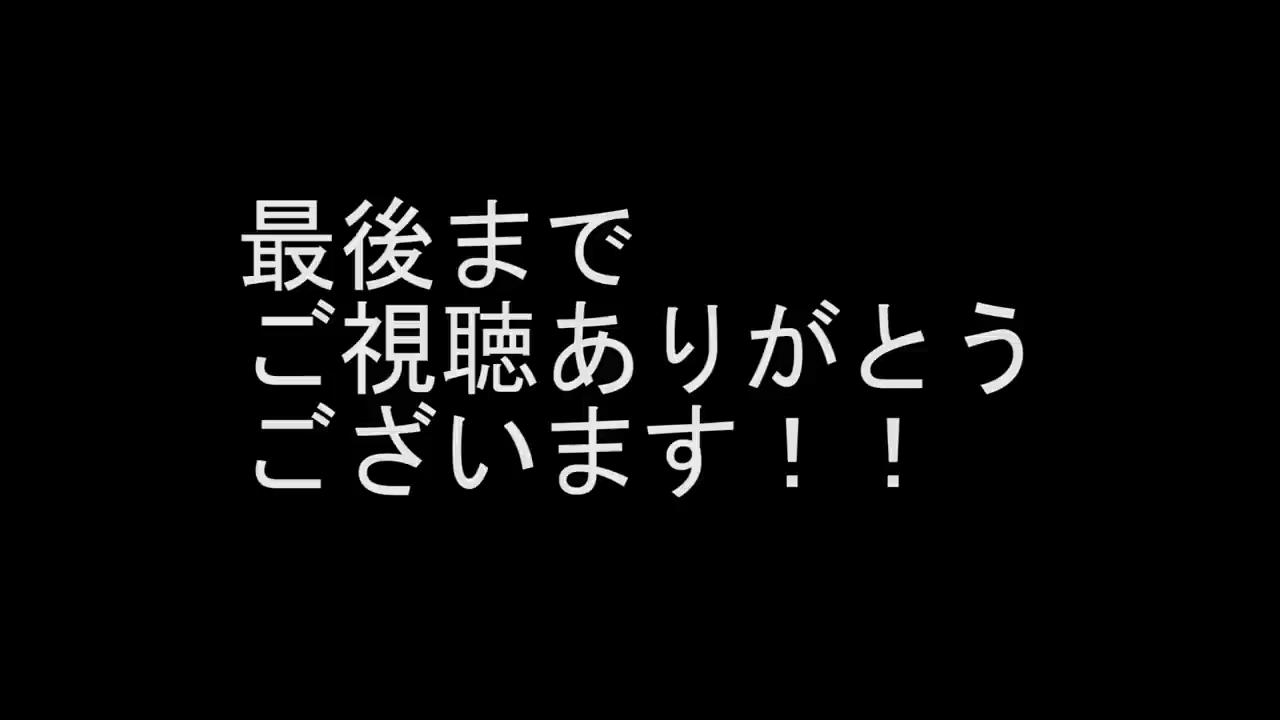 最後まで
ご視聴ありがとう
ございます！！